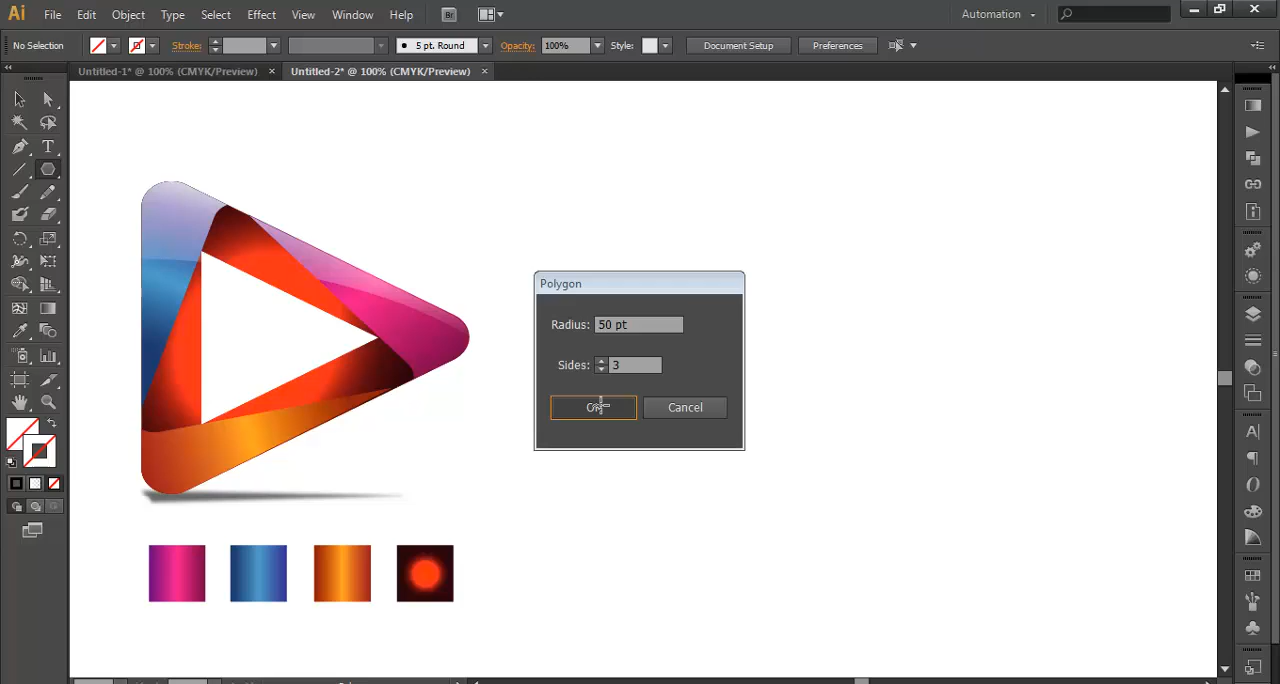 Ai File Edit Object Type Select Effect View Window Help Br Automation
No Selection Stroke: 5 pt. Round Opacity: 100% Style: Document Setup Preferences
Untitled-1* @ 100% (CMYK/Preview) × Untitled-2* @ 100% (CMYK/Preview) ×
T
Polygon
Radius: 50 pt
Sides: 3
OK Cancel